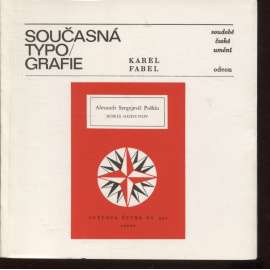 SOUČASNÁ
TYPO/
GRAFIE
KAREL
FABEL
soudobé
české
umění
odeon
Alexandr Sergejevič Puškin
BORIS GODUNOV